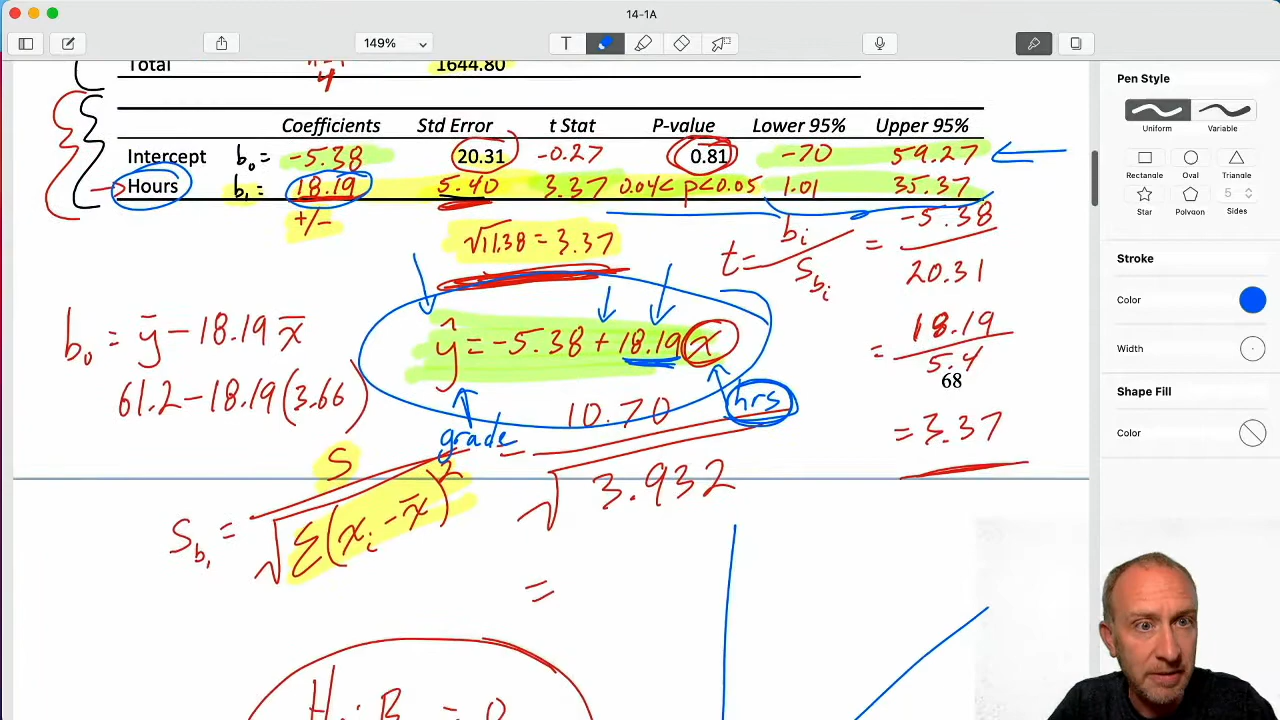 14-1A
149%
T
Total 4 1644.80
Coefficients Std Error t Stat P-value Lower 95% Upper 95%
Intercept b₀ = -5.38 20.31 -0.27 0.81 -70 59.27
Hours b₁ = 18.19 5.40 3.37 0.04< p<0.05 1.01 35.37
+/-
√11.38 = 3.37
t = bᵢ / S_bᵢ = -5.38 / 20.31
b₀ = ȳ - 18.19 x̄
61.2 - 18.19 (3.66)
ŷ = -5.38 + 18.19 x
grade
hrs
= 18.19 / 5.4
68
= 3.37
S_b₁ = S / √Σ(xᵢ - x̄)² = 10.70 / √3.932
=
Pen Style
Uniform Variable
Rectangle Oval Triangle
Star Polygon 5 Sides
Stroke
Color
Width
Shape Fill
Color